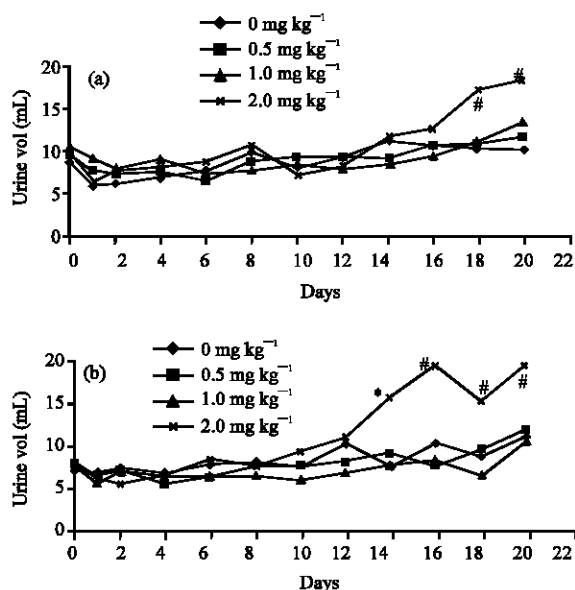 (a)
0 mg kg⁻¹
0.5 mg kg⁻¹
1.0 mg kg⁻¹
2.0 mg kg⁻¹
Urine vol (mL)
20
15
10
5
0
# #
0 2 4 6 8 10 12 14 16 18 20 22
Days
(b)
0 mg kg⁻¹
0.5 mg kg⁻¹
1.0 mg kg⁻¹
2.0 mg kg⁻¹
Urine vol (mL)
20
15
10
5
0
* # # #
0 2 4 6 8 10 12 14 16 18 20 22
Days